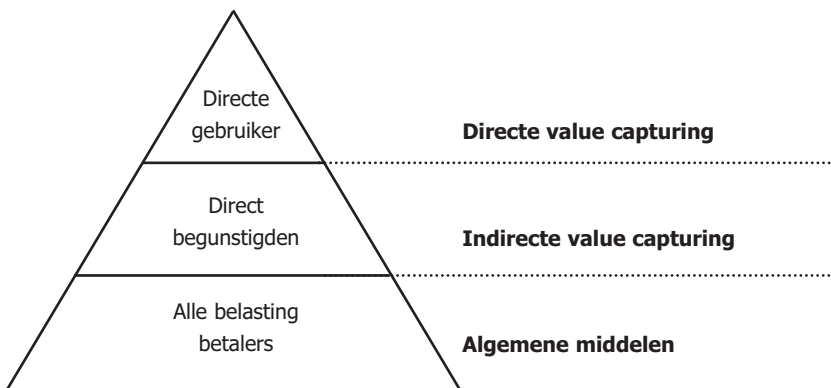 Directe
gebruiker
Directe value capturing
Direct
begunstigden
Indirecte value capturing
Alle belasting
betalers
Algemene middelen